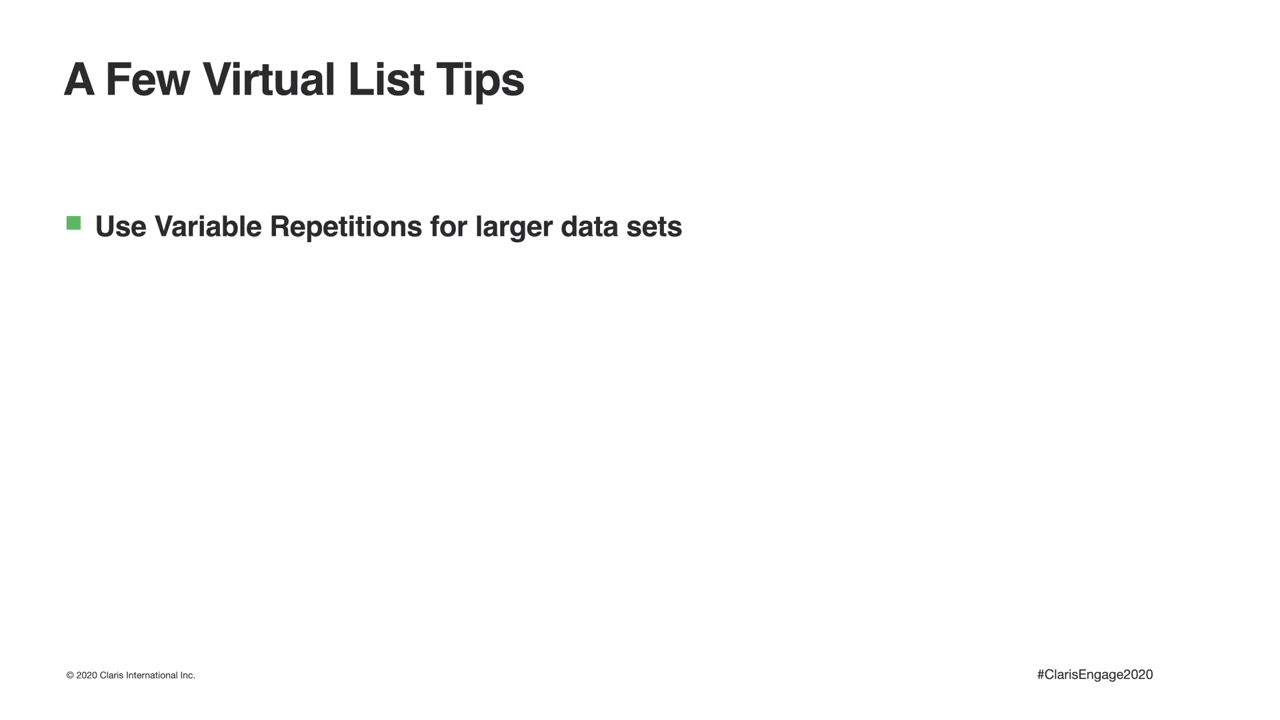 A Few Virtual List Tips
Use Variable Repetitions for larger data sets
© 2020 Claris International Inc.
#ClarisEngage2020